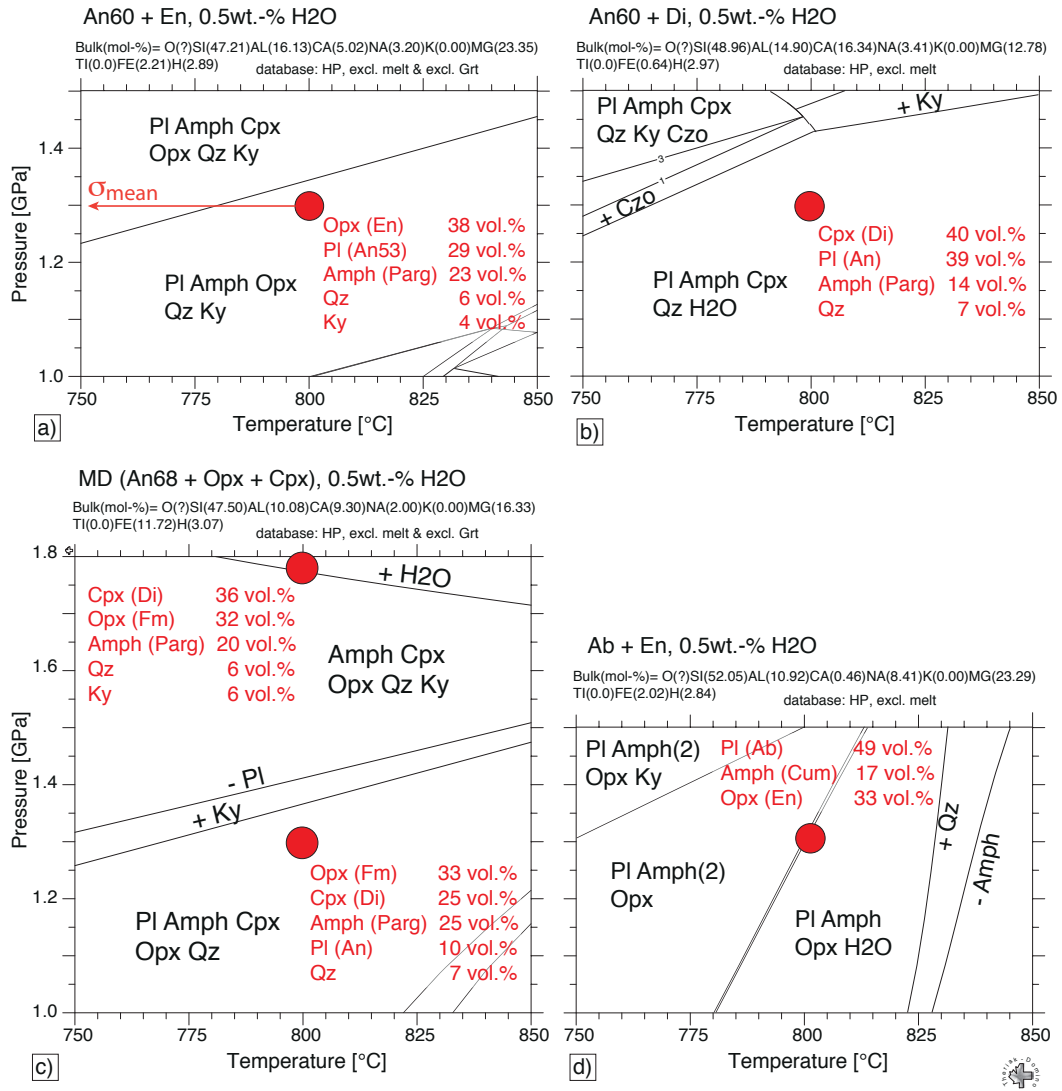 An60 + En, 0.5wt.-% H2O
Bulk(mol-%)= O(?)SI(47.21)AL(16.13)CA(5.02)NA(3.20)K(0.00)MG(23.35)
TI(0.0)FE(2.21)H(2.89)
database: HP, excl. melt & excl. Grt
Pl Amph Cpx
Opx Qz Ky
σmean
Opx (En) 38 vol.%
Pl (An53) 29 vol.%
Amph (Parg) 23 vol.%
Qz 6 vol.%
Ky 4 vol.%
Pl Amph Opx
Qz Ky
Pressure [GPa]
1.4
1.2
1.0
750 775 800 825 850
Temperature [°C]
a)
An60 + Di, 0.5wt.-% H2O
Bulk(mol-%)= O(?)SI(48.96)AL(14.90)CA(16.34)NA(3.41)K(0.00)MG(12.78)
TI(0.0)FE(0.64)H(2.97)
database: HP, excl. melt
Pl Amph Cpx
Qz Ky Czo
+ Ky
3
1
+ Czo
Cpx (Di) 40 vol.%
Pl (An) 39 vol.%
Amph (Parg) 14 vol.%
Qz 7 vol.%
Pl Amph Cpx
Qz H2O
750 775 800 825 850
Temperature [°C]
b)
MD (An68 + Opx + Cpx), 0.5wt.-% H2O
Bulk(mol-%)= O(?)SI(47.50)AL(10.08)CA(9.30)NA(2.00)K(0.00)MG(16.33)
TI(0.0)FE(11.72)H(3.07)
database: HP, excl. melt & excl. Grt
+ H2O
Cpx (Di) 36 vol.%
Opx (Fm) 32 vol.%
Amph (Parg) 20 vol.%
Qz 6 vol.%
Ky 6 vol.%
Amph Cpx
Opx Qz Ky
- Pl
+ Ky
Opx (Fm) 33 vol.%
Cpx (Di) 25 vol.%
Amph (Parg) 25 vol.%
Pl (An) 10 vol.%
Qz 7 vol.%
Pl Amph Cpx
Opx Qz
Pressure [GPa]
1.8
1.6
1.4
1.2
1.0
750 775 800 825 850
Temperature [°C]
c)
Ab + En, 0.5wt.-% H2O
Bulk(mol-%)= O(?)SI(52.05)AL(10.92)CA(0.46)NA(8.41)K(0.00)MG(23.29)
TI(0.0)FE(2.02)H(2.84)
database: HP, excl. melt
Pl Amph(2)
Opx Ky
Pl (Ab) 49 vol.%
Amph (Cum) 17 vol.%
Opx (En) 33 vol.%
+ Qz
- Amph
Pl Amph(2)
Opx
Pl Amph
Opx H2O
750 775 800 825 850
Temperature [°C]
d)
Theriak-Domino